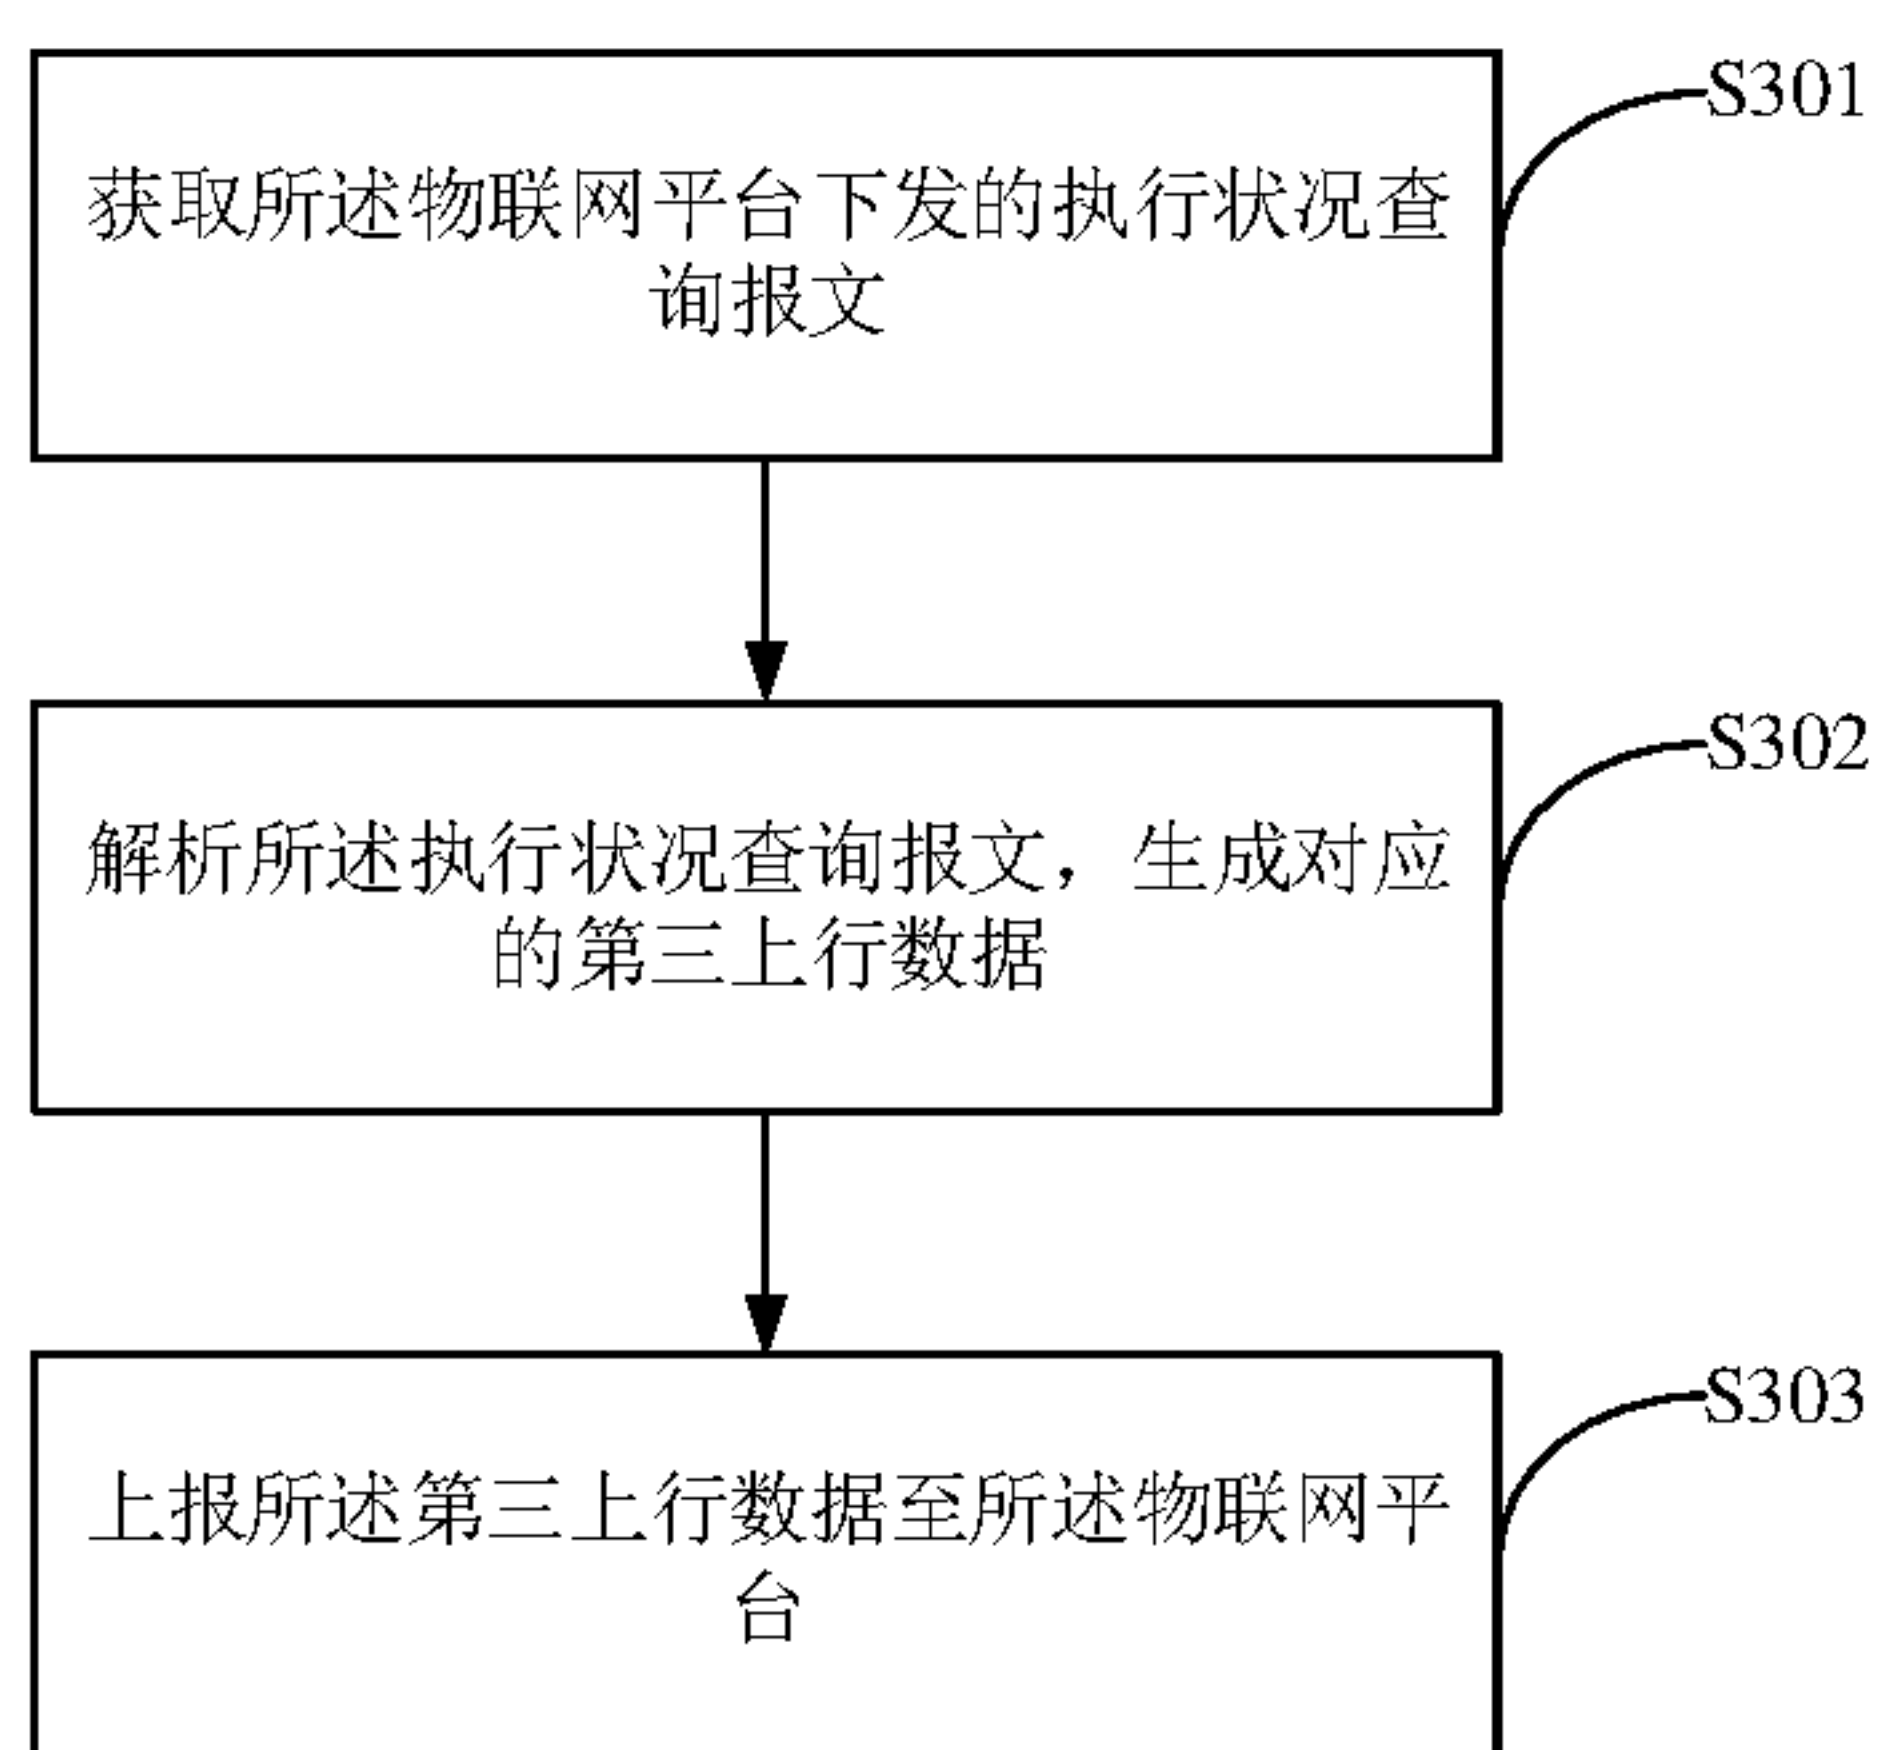 S301
获取所述物联网平台下发的执行状况查
询报文
S302
解析所述执行状况查询报文，生成对应
的第三上行数据
S303
上报所述第三上行数据至所述物联网平
台